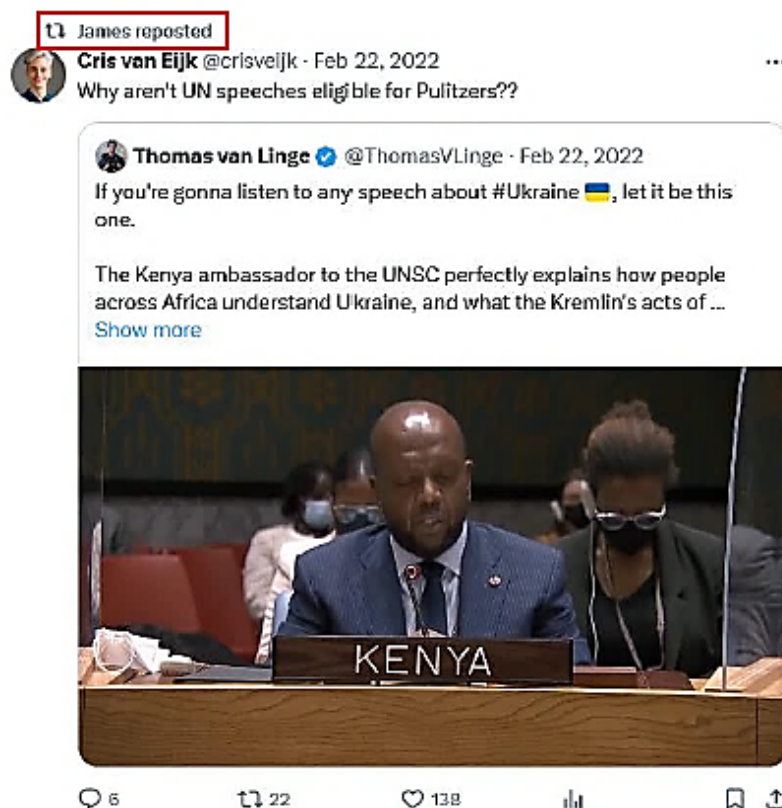 James reposted
Cris van Eijk @crisveijk · Feb 22, 2022
Why aren't UN speeches eligible for Pulitzers??
Thomas van Linge @ThomasVLinge · Feb 22, 2022
If you're gonna listen to any speech about #Ukraine 🇺🇦, let it be this
one.
The Kenya ambassador to the UNSC perfectly explains how people
across Africa understand Ukraine, and what the Kremlin's acts of ...
Show more
KENYA
6 22 138